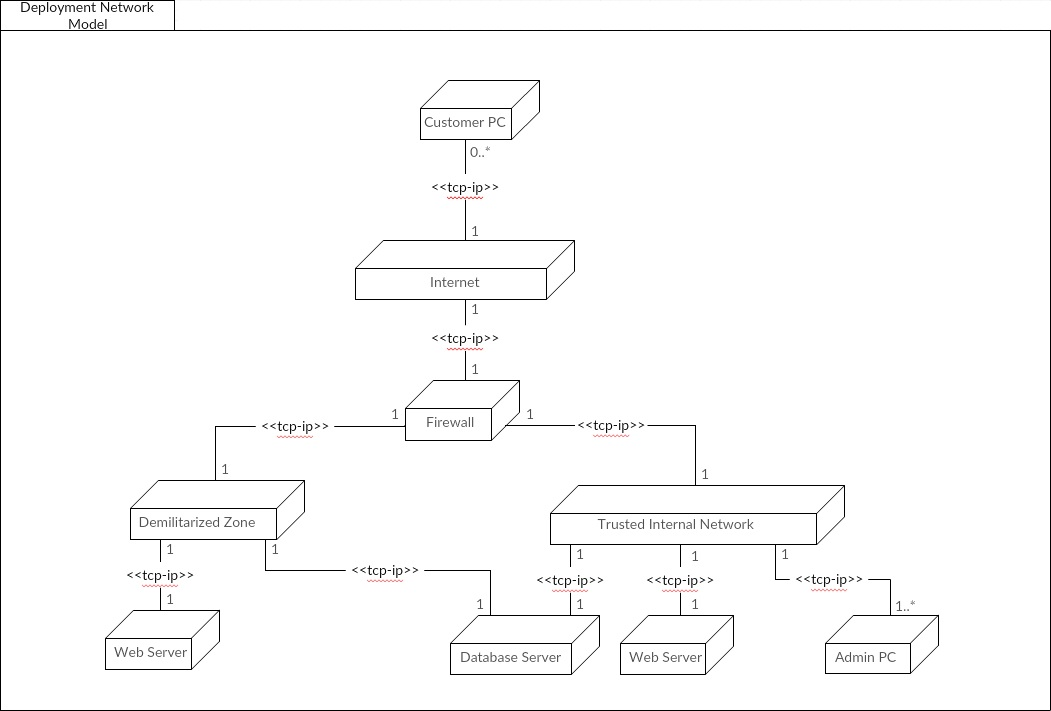 Deployment Network
Model
Customer PC
0..*
<<tcp-ip>>
1
Internet
1
<<tcp-ip>>
1
Firewall
1
<<tcp-ip>>
1
1
<<tcp-ip>>
1
Demilitarized Zone
Trusted Internal Network
1
<<tcp-ip>>
1
1
<<tcp-ip>>
1
1
<<tcp-ip>>
1
1
<<tcp-ip>>
1
1
<<tcp-ip>>
1..*
Web Server
Database Server
Web Server
Admin PC